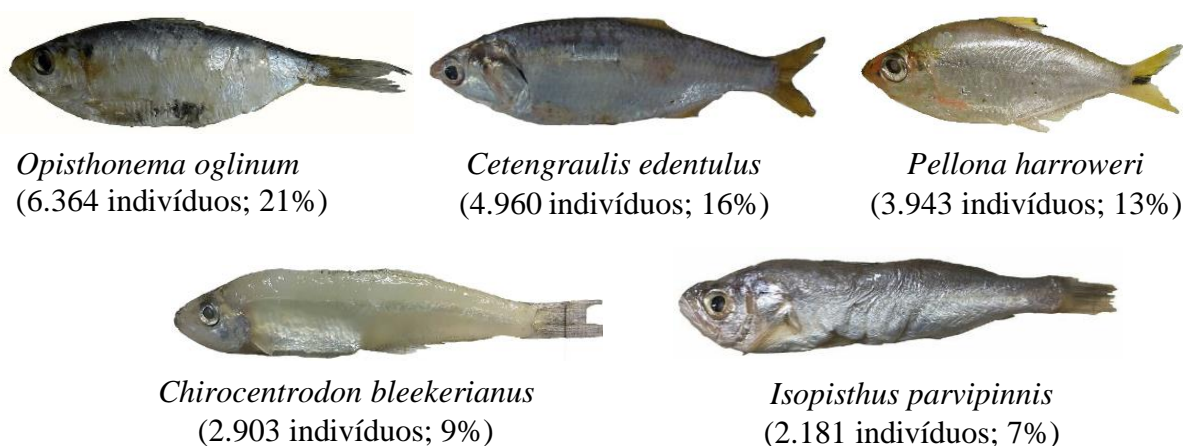 Opisthonema oglinum
(6.364 indivíduos; 21%)
Cetengraulis edentulus
(4.960 indivíduos; 16%)
Pellona harroweri
(3.943 indivíduos; 13%)
Chirocentrodon bleekerianus
(2.903 indivíduos; 9%)
Isopisthus parvipinnis
(2.181 indivíduos; 7%)